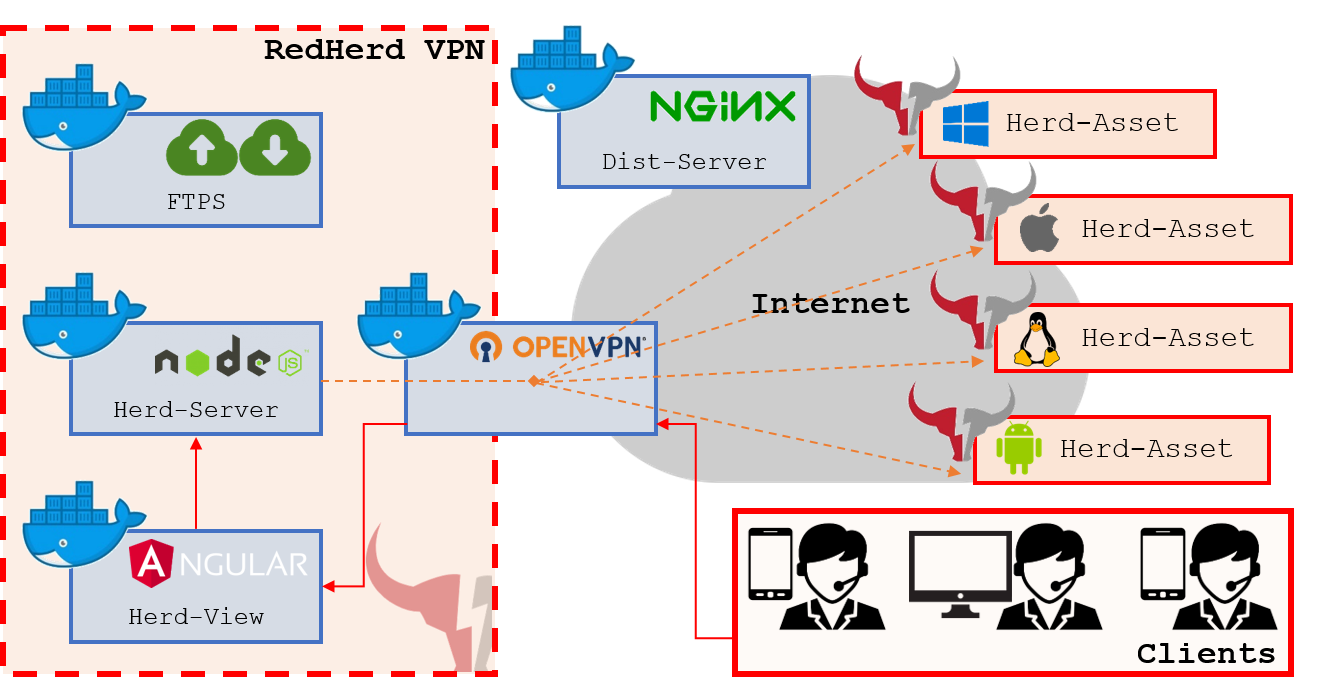 RedHerd VPN
FTPS
NGiNX
Dist-Server
Herd-Asset
Herd-Asset
Internet
Herd-Asset
Herd-Asset
node
JS
Herd-Server
OPENVPN
ANGULAR
Herd-View
Clients